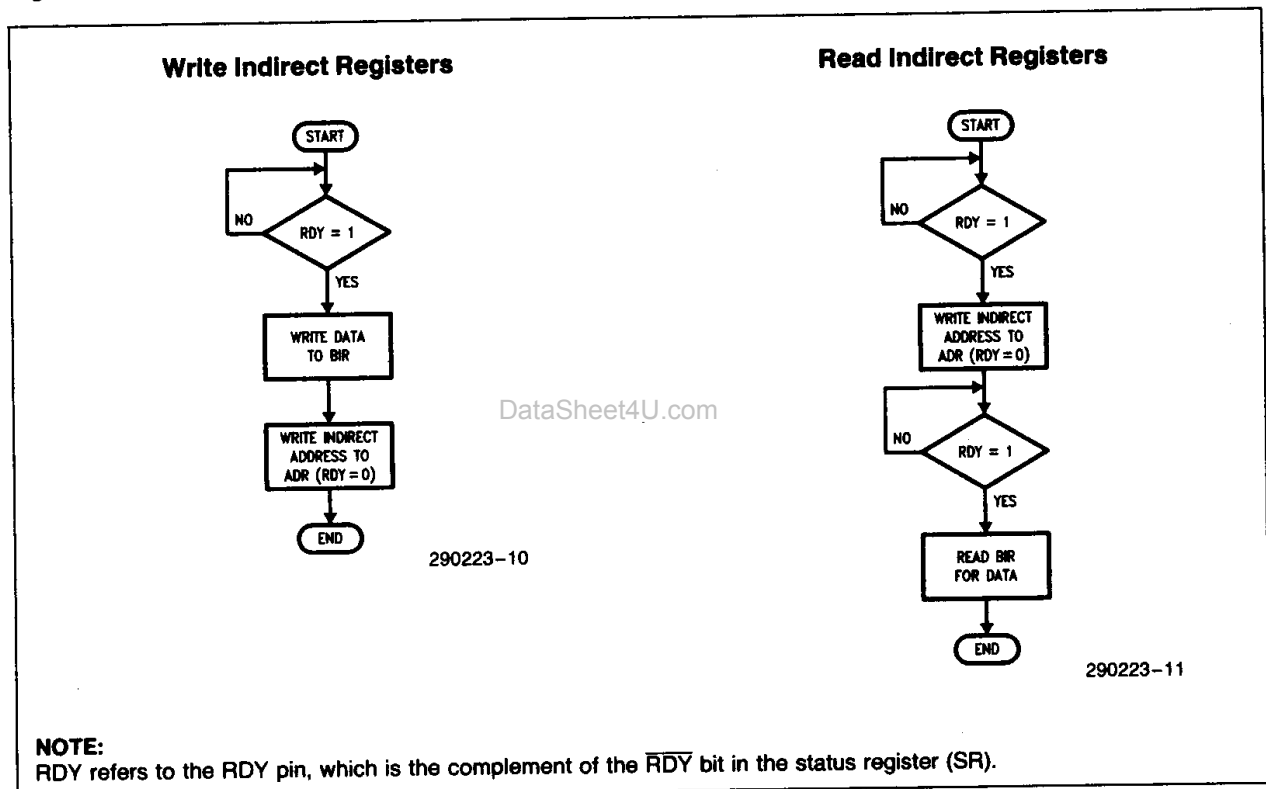 Write Indirect Registers
START
NO
RDY = 1
YES
WRITE DATA
TO BIR
WRITE INDIRECT
ADDRESS TO
ADR (RDY = 0)
END
290223-10
Read Indirect Registers
START
NO
RDY = 1
YES
WRITE INDIRECT
ADDRESS TO
ADR (RDY = 0)
NO
RDY = 1
YES
READ BIR
FOR DATA
END
290223-11
DataSheet4U.com
NOTE:
RDY refers to the RDY pin, which is the complement of the R̅D̅Y̅ bit in the status register (SR).